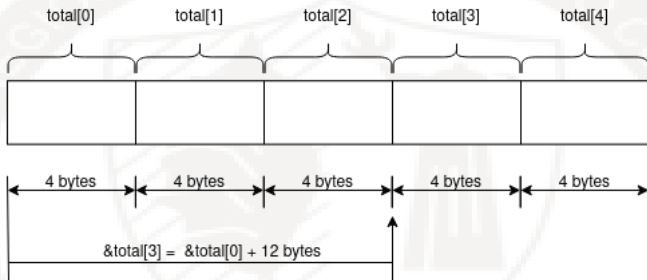 total[0] total[1] total[2] total[3] total[4]
4 bytes 4 bytes 4 bytes 4 bytes 4 bytes
&total[3] = &total[0] + 12 bytes